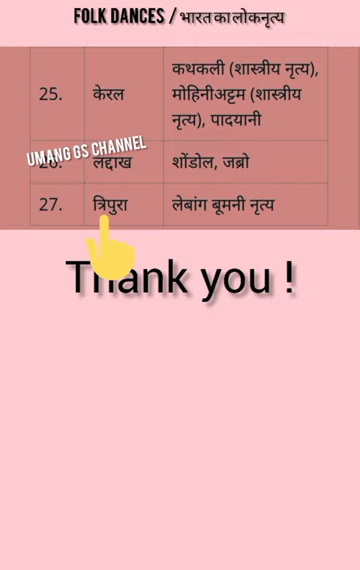 FOLK DANCES / भारत का लोकनृत्य
25. केरल कथकली (शास्त्रीय नृत्य),
मोहिनीअट्टम (शास्त्रीय
नृत्य), पादयानी
UMANG GS CHANNEL
26. लद्दाख शोंडोल, जब्रो
27. त्रिपुरा लेबांग बूमनी नृत्य
Thank you !